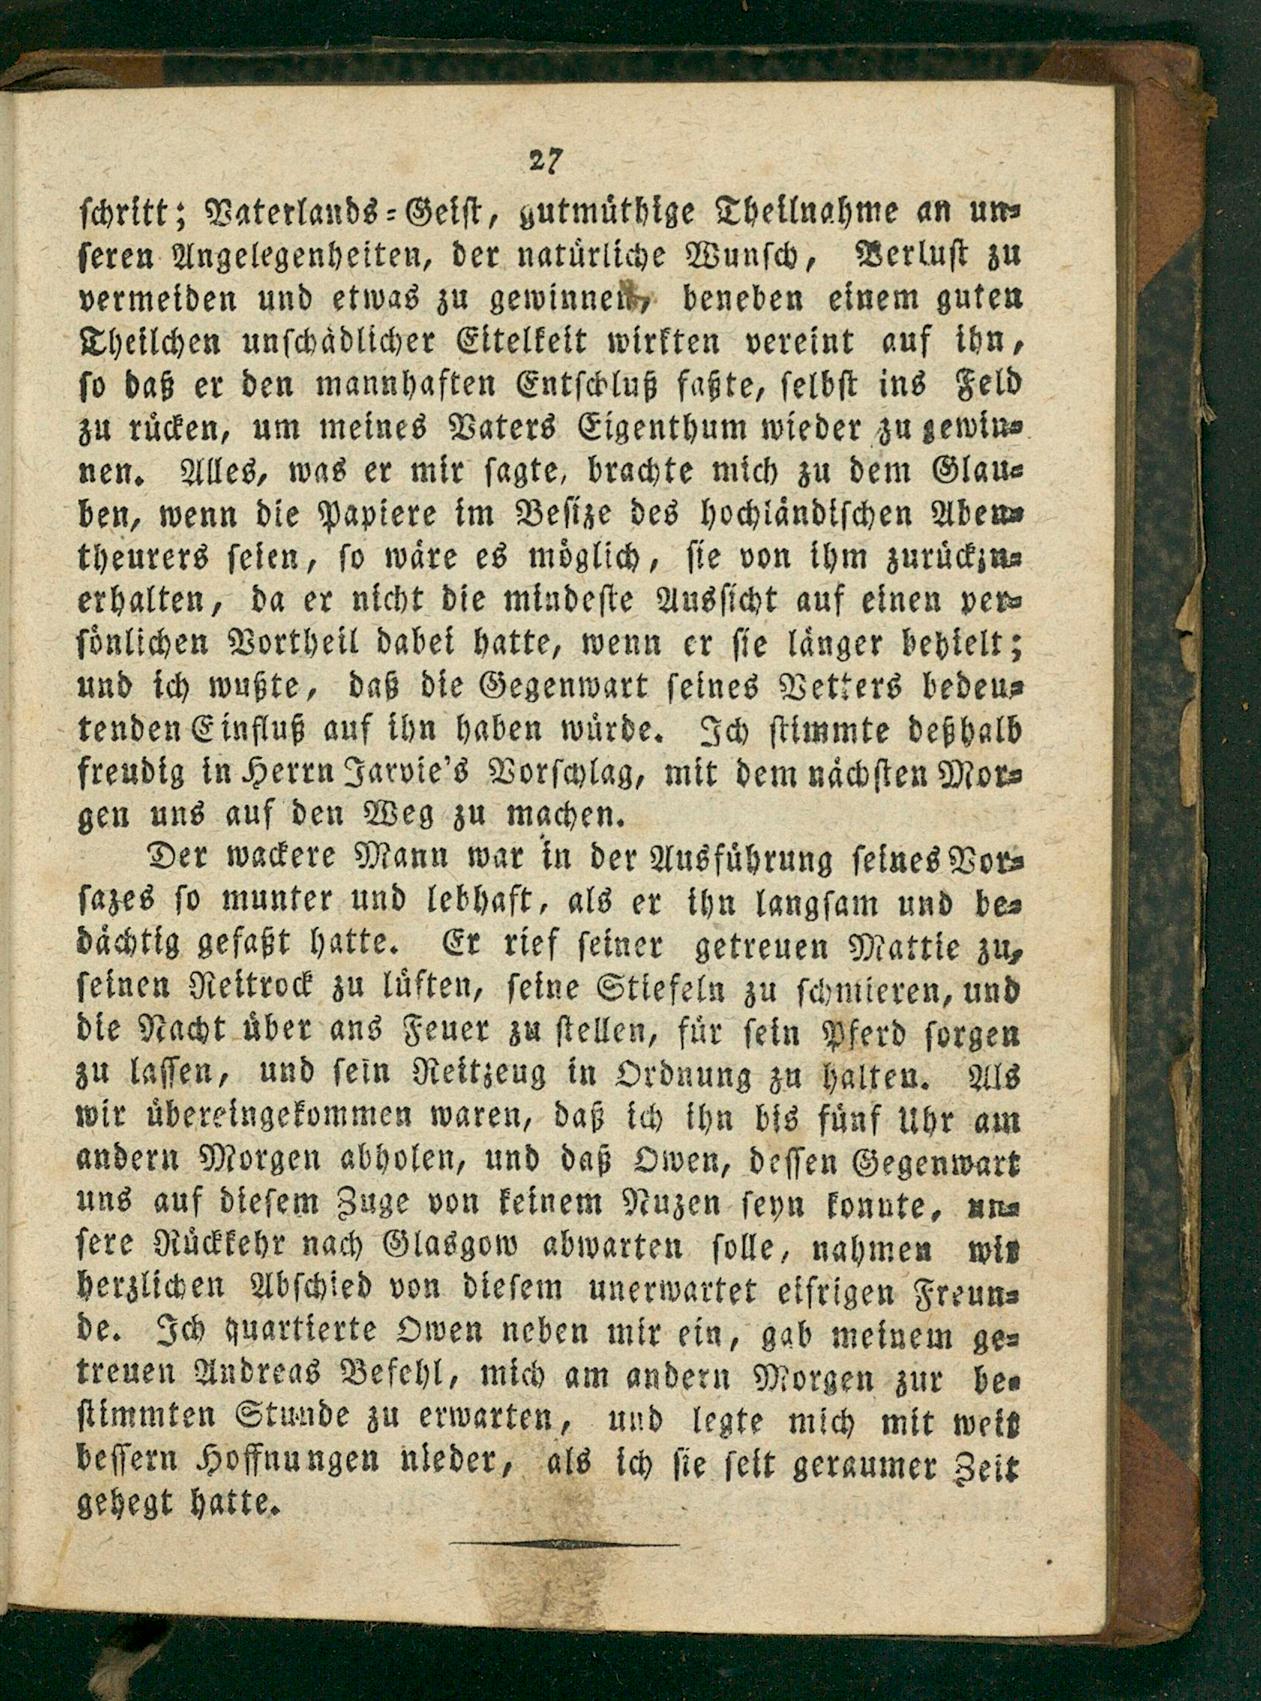 27
schritt; Vaterlands-Geist, gutmüthige Theilnahme an un-
seren Angelegenheiten, der natürliche Wunsch, Verlust zu
vermeiden und etwas zu gewinnen, beneben einem guten
Theilchen unschädlicher Eitelkeit wirkten vereint auf ihn,
so daß er den mannhaften Entschluß faßte, selbst ins Feld
zu rücken, um meines Vaters Eigenthum wieder zu gewin-
nen. Alles, was er mir sagte, brachte mich zu dem Glau-
ben, wenn die Papiere im Besize des hochländischen Aben-
theurers seien, so wäre es möglich, sie von ihm zurückzu-
erhalten, da er nicht die mindeste Aussicht auf einen per-
sönlichen Vortheil dabei hatte, wenn er sie länger behielt;
und ich wußte, daß die Gegenwart seines Vetters bedeu-
tenden Einfluß auf ihn haben würde. Ich stimmte deßhalb
freudig in Herrn Jarvie's Vorschlag, mit dem nächsten Mor-
gen uns auf den Weg zu machen.
Der wackere Mann war in der Ausführung seines Vor-
sazes so munter und lebhaft, als er ihn langsam und be-
dächtig gefaßt hatte. Er rief seiner getreuen Mattie zu,
seinen Reitrock zu lüften, seine Stiefeln zu schmieren, und
die Nacht über ans Feuer zu stellen, für sein Pferd sorgen
zu lassen, und sein Reitzeug in Ordnung zu halten. Als
wir übereingekommen waren, daß ich ihn bis fünf Uhr am
andern Morgen abholen, und daß Owen, dessen Gegenwart
uns auf diesem Zuge von keinem Nuzen seyn konnte, un-
sere Rückkehr nach Glasgow abwarten solle, nahmen wir
herzlichen Abschied von diesem unerwartet eifrigen Freun-
de. Ich quartierte Owen neben mir ein, gab meinem ge-
treuen Andreas Befehl, mich am andern Morgen zur be-
stimmten Stunde zu erwarten, und legte mich mit weit
bessern Hoffnungen nieder, als ich sie seit geraumer Zeit
gehegt hatte.